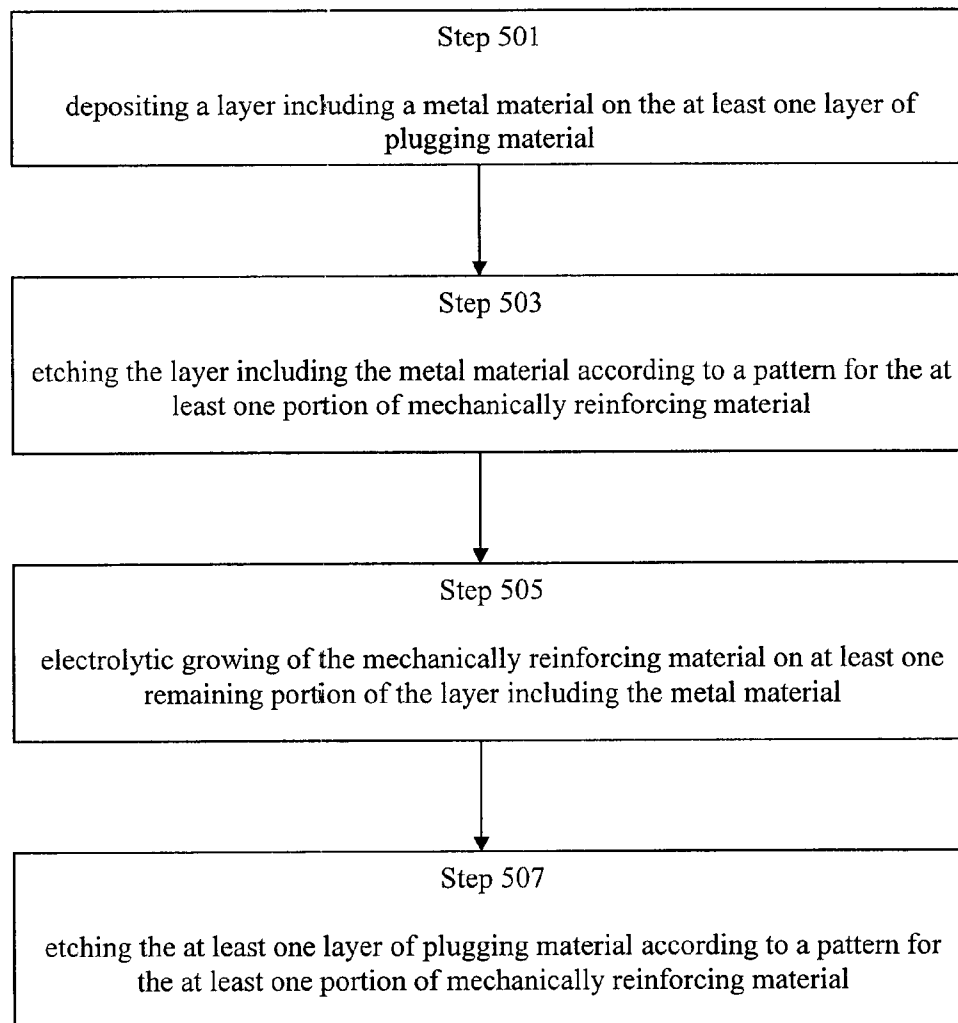 Step 501
depositing a layer including a metal material on the at least one layer of
plugging material
Step 503
etching the layer including the metal material according to a pattern for the at
least one portion of mechanically reinforcing material
Step 505
electrolytic growing of the mechanically reinforcing material on at least one
remaining portion of the layer including the metal material
Step 507
etching the at least one layer of plugging material according to a pattern for
the at least one portion of mechanically reinforcing material